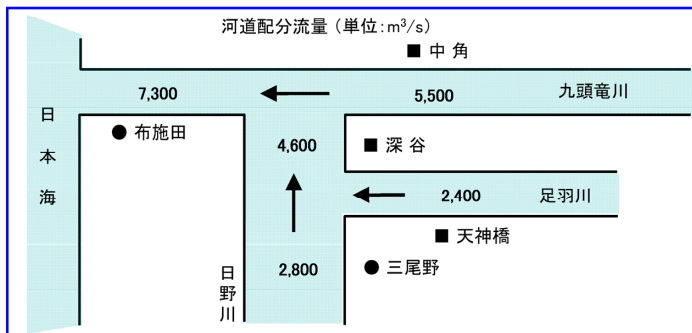 河道配分流量（単位：m³/s）
■ 中 角
7,300
5,500
九頭竜川
日本海
● 布施田
4,600
■ 深 谷
2,400
足羽川
■ 天神橋
日野川
2,800
● 三尾野